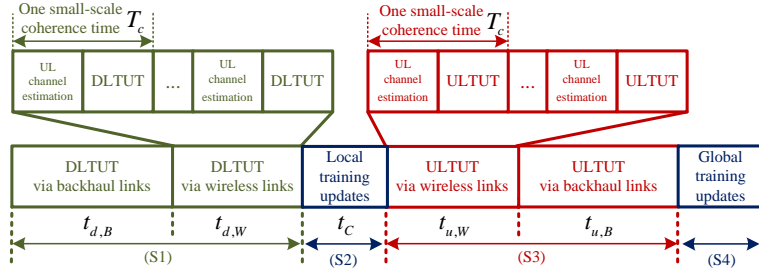 One small-scale
coherence time T_c
One small-scale
coherence time T_c
UL
channel
estimation
DLTUT
...
UL
channel
estimation
DLTUT
UL
channel
estimation
ULTUT
...
UL
channel
estimation
ULTUT
DLTUT
via backhaul links
DLTUT
via wireless links
Local
training
updates
ULTUT
via wireless links
ULTUT
via backhaul links
Global
training
updates
t_{d,B}
t_{d,W}
t_C
t_{u,W}
t_{u,B}
(S1)
(S2)
(S3)
(S4)